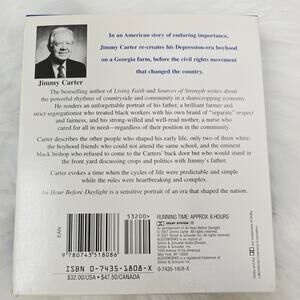 In an American story of enduring importance,
Jimmy Carter re-creates his Depression-era boyhood
on a Georgia farm, before the civil rights movement
that changed the country.
Jimmy Carter
The bestselling author of Living Faith and Sources of Strength writes about
the powerful rhythms of countryside and community in a sharecropping economy.
He renders an unforgettable portrait of his father, a brilliant farmer and
strict segregationist who treated black workers with his own brand of "separate" respect
and fairness, and his strong-willed and well-read mother, a nurse who
cared for all in need—regardless of their position in the community.
Carter describes the other people who shaped his early life, only two of them white:
the boyhood friends who could not attend the same school, and the eminent
black bishop who refused to come to the Carters' back door but who would stand in
the front yard discussing crops and politics with Jimmy's father.
Carter evokes a time when the cycles of life were predictable and simple
while the rules were heartbreaking and complex.
An Hour Before Daylight is a sensitive portrait of an era that shaped the nation.
53200>
EAN
9 780743 518086
ISBN 0-7435-1808-X
$32.00/USA • $47.50/CANADA
RUNNING TIME: APPROX. 6 HOURS
0-7435-1808-X